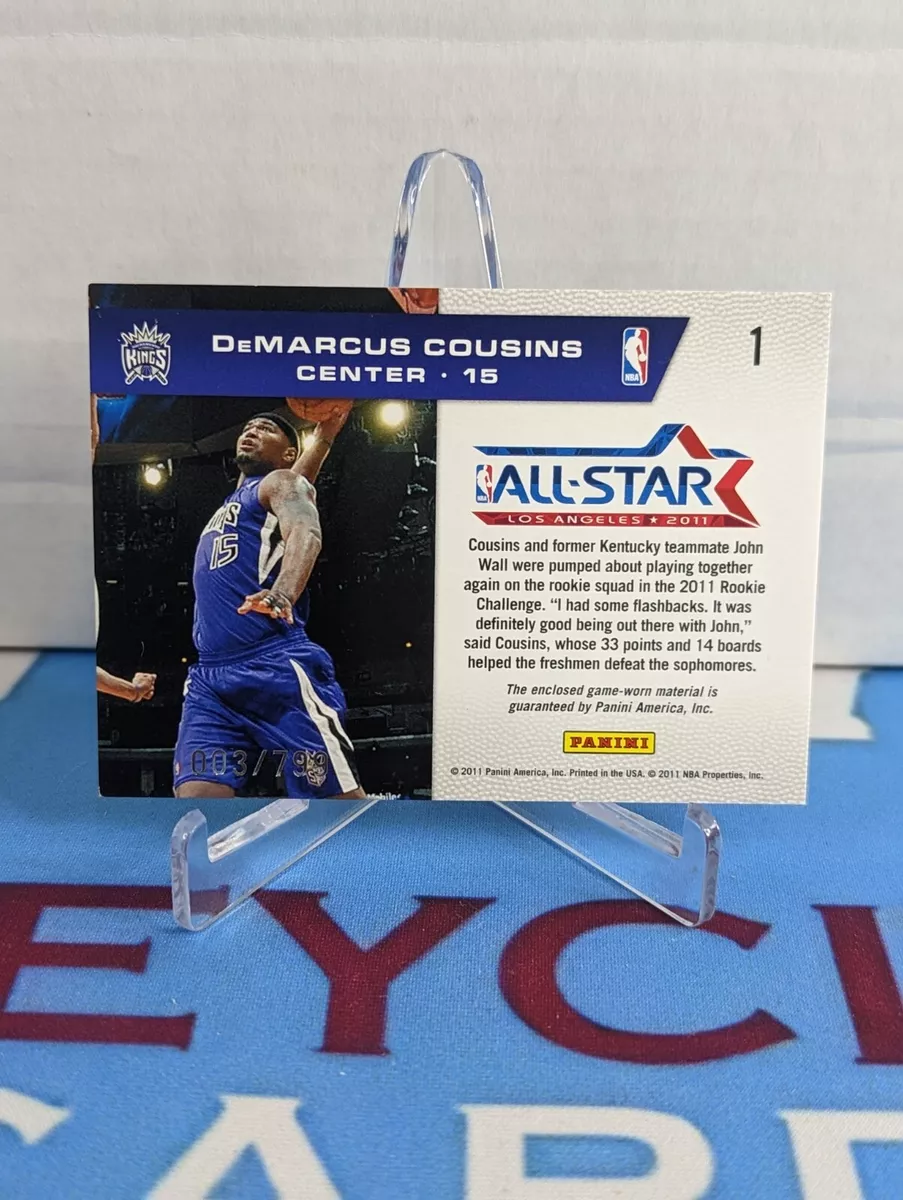 KINGS
DeMARCUS COUSINS
CENTER · 15
NBA
1
NBA ALL-STAR
LOS ANGELES ★ 2011
Cousins and former Kentucky teammate John
Wall were pumped about playing together
again on the rookie squad in the 2011 Rookie
Challenge. “I had some flashbacks. It was
definitely good being out there with John,”
said Cousins, whose 33 points and 14 boards
helped the freshmen defeat the sophomores.
The enclosed game-worn material is
guaranteed by Panini America, Inc.
PANINI
© 2011 Panini America, Inc. Printed in the USA. © 2011 NBA Properties, Inc.
15
003/799
EYCI